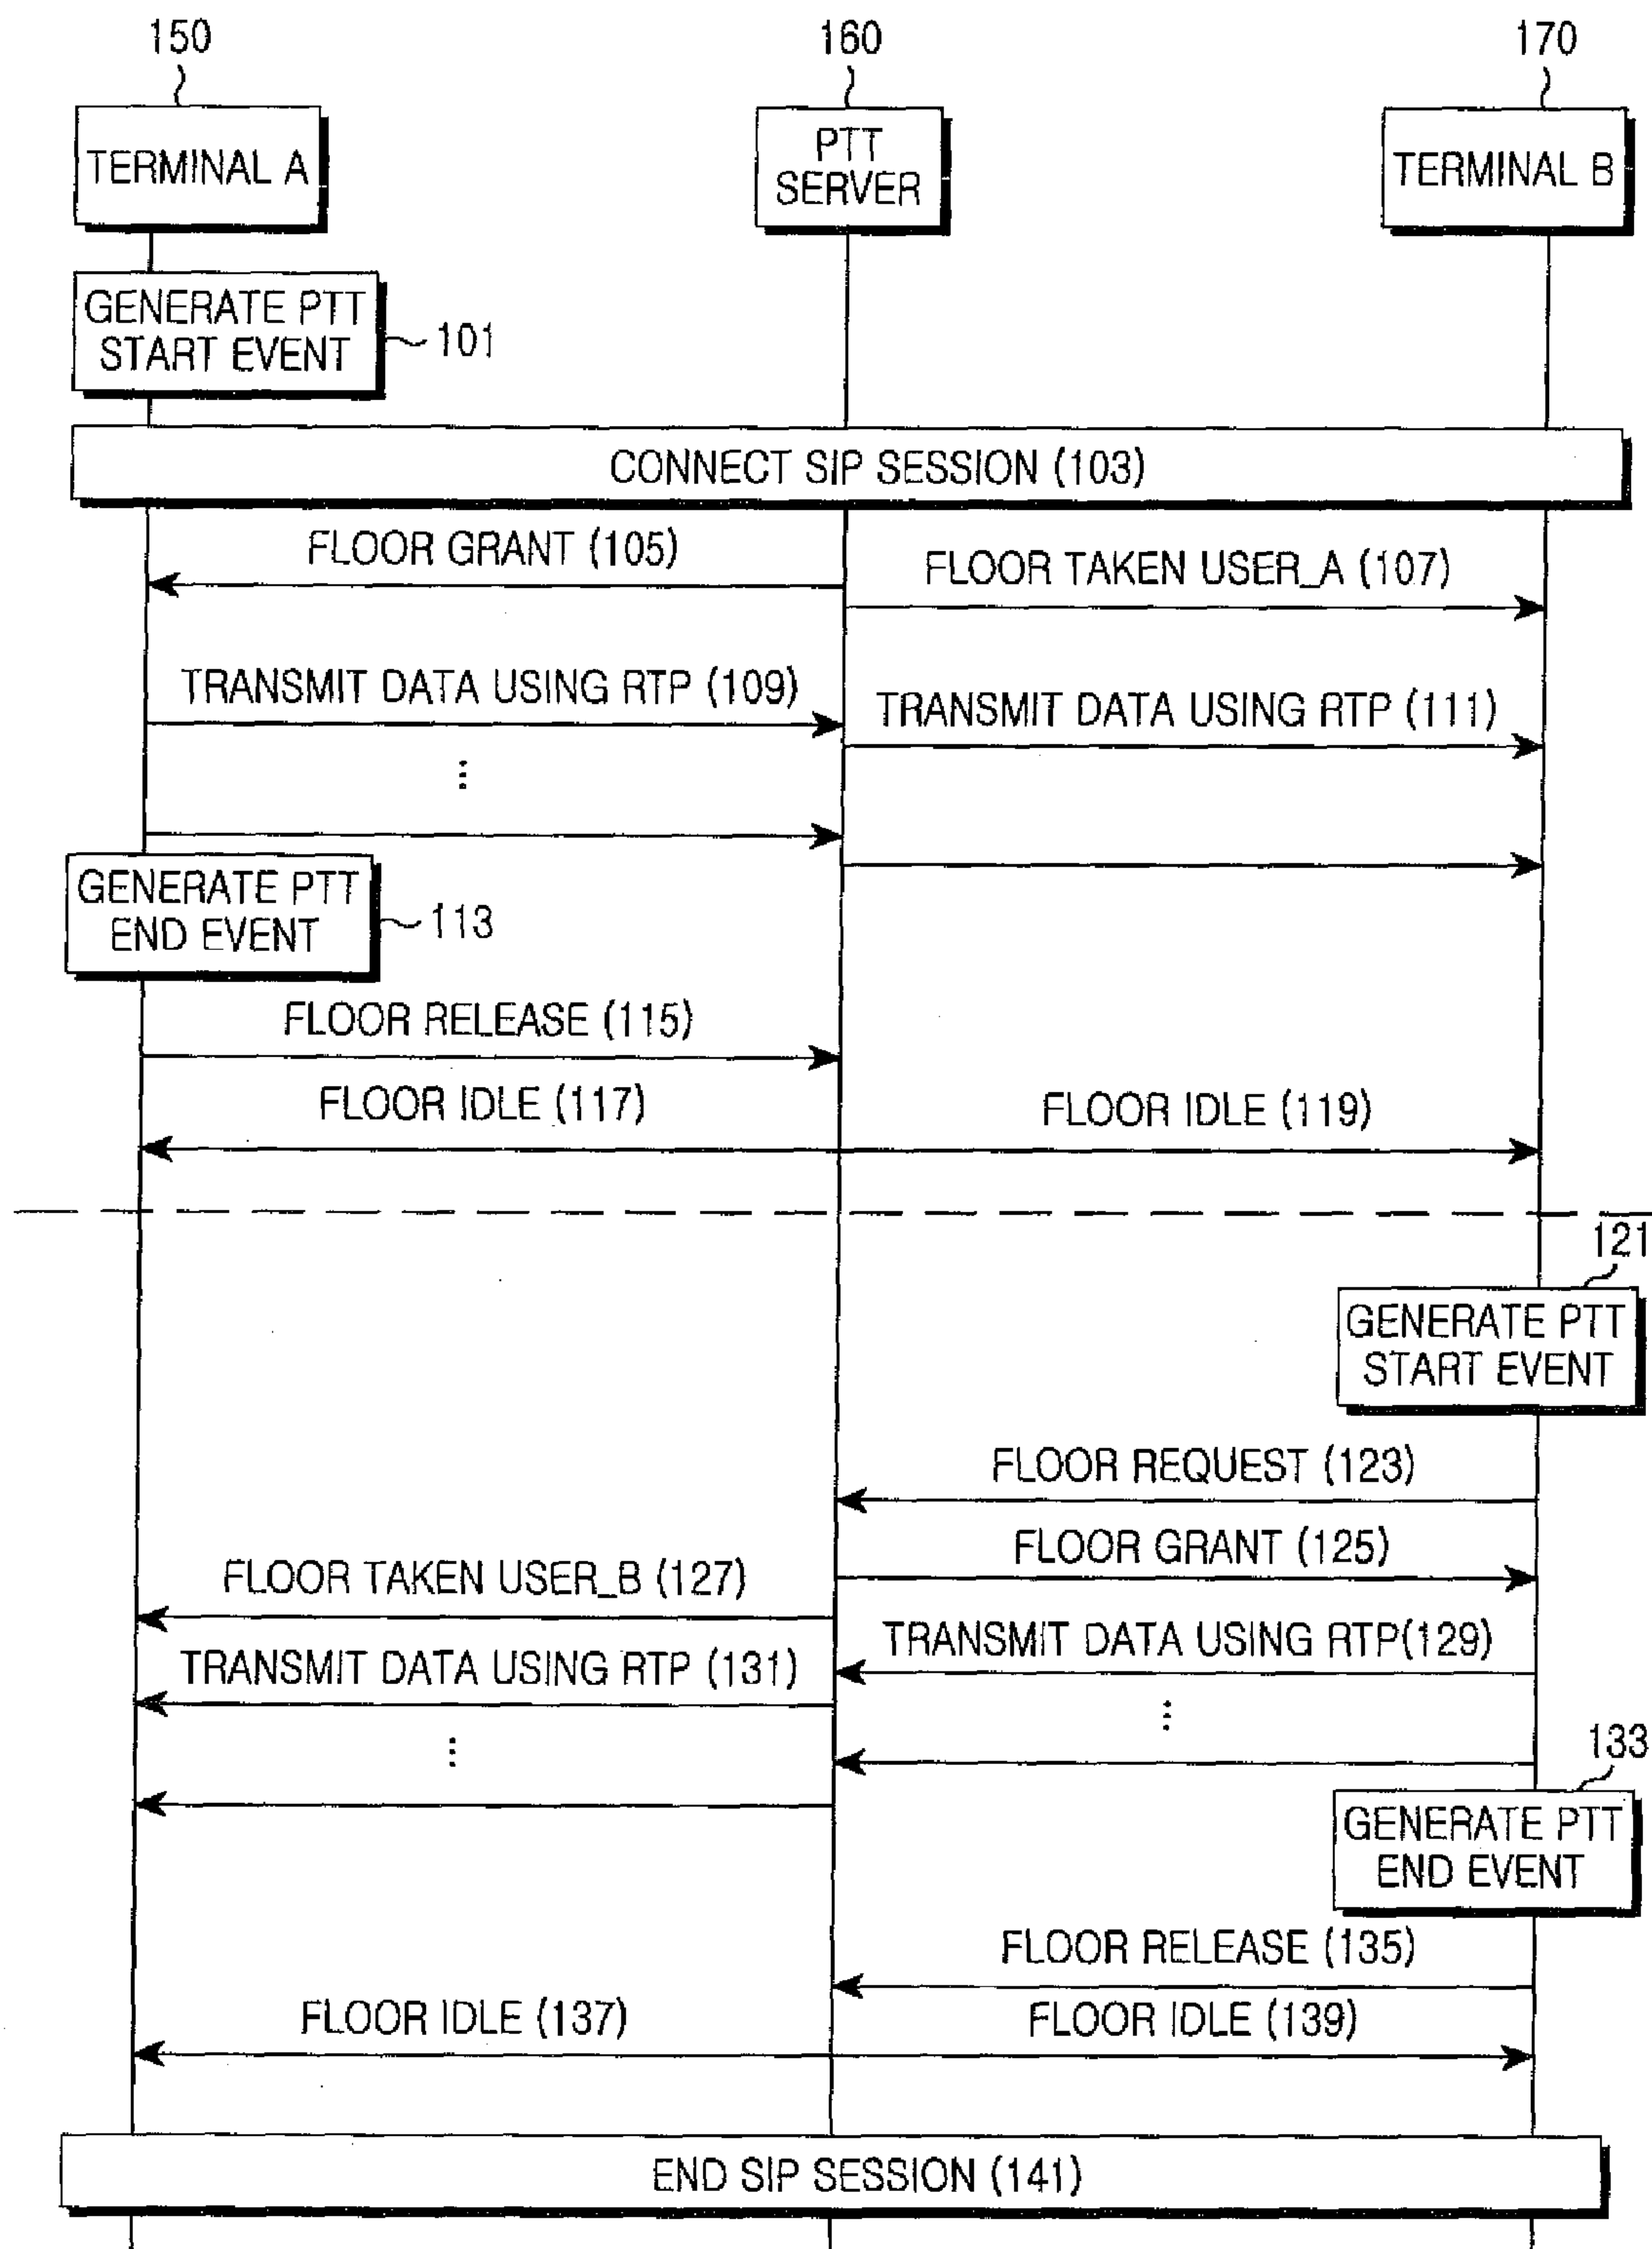 150
160
170
TERMINAL A
PTT
SERVER
TERMINAL B
GENERATE PTT
START EVENT
101
CONNECT SIP SESSION (103)
FLOOR GRANT (105)
FLOOR TAKEN USER_A (107)
TRANSMIT DATA USING RTP (109)
TRANSMIT DATA USING RTP (111)
...
GENERATE PTT
END EVENT
113
FLOOR RELEASE (115)
FLOOR IDLE (117)
FLOOR IDLE (119)
121
GENERATE PTT
START EVENT
FLOOR REQUEST (123)
FLOOR GRANT (125)
FLOOR TAKEN USER_B (127)
TRANSMIT DATA USING RTP(129)
TRANSMIT DATA USING RTP (131)
...
...
133
GENERATE PTT
END EVENT
FLOOR RELEASE (135)
FLOOR IDLE (137)
FLOOR IDLE (139)
END SIP SESSION (141)